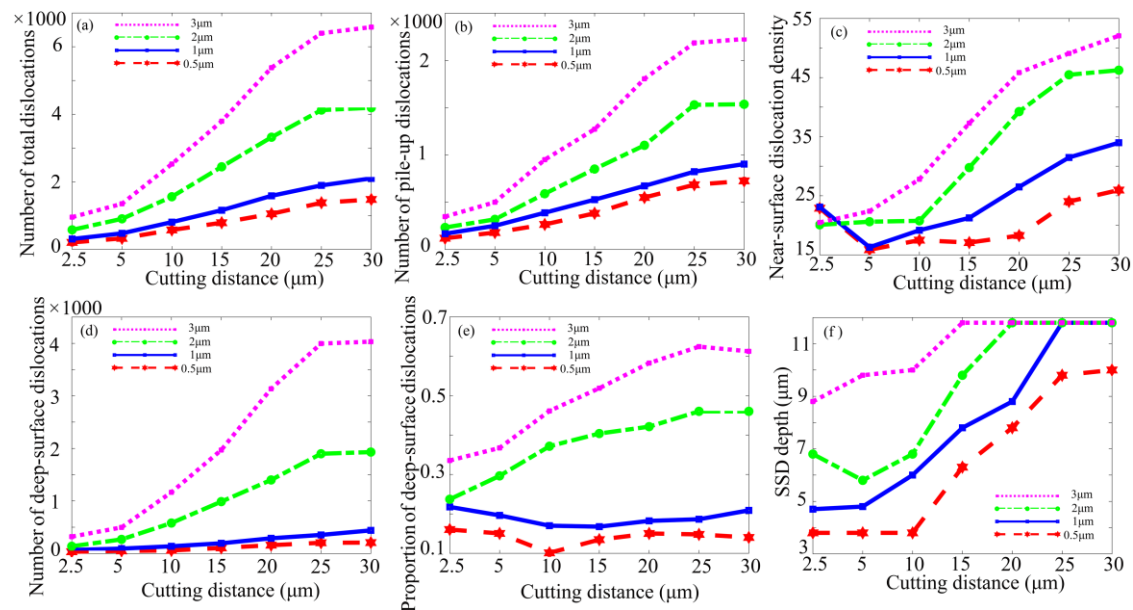 ×1000
(a)
3μm
2μm
1μm
0.5μm
6
4
2
0
Number of total dislocations
2.5 5 10 15 20 25 30
Cutting distance (μm)
×1000
(b)
3μm
2μm
1μm
0.5μm
2
1
0
Number of pile-up dislocations
2.5 5 10 15 20 25 30
Cutting distance (μm)
(c)
3μm
2μm
1μm
0.5μm
55
45
35
25
15
Near-surface dislocation density
2.5 5 10 15 20 25 30
Cutting distance (μm)
×1000
(d)
3μm
2μm
1μm
0.5μm
4
3
2
1
0
Number of deep-surface dislocations
2.5 5 10 15 20 25 30
Cutting distance (μm)
(e)
3μm
2μm
1μm
0.5μm
0.7
0.5
0.3
0.1
Proportion of deep-surface dislocations
2.5 5 10 15 20 25 30
Cutting distance (μm)
(f)
11
9
7
5
3
SSD depth (μm)
3μm
2μm
1μm
0.5μm
2.5 5 10 15 20 25 30
Cutting distance (μm)